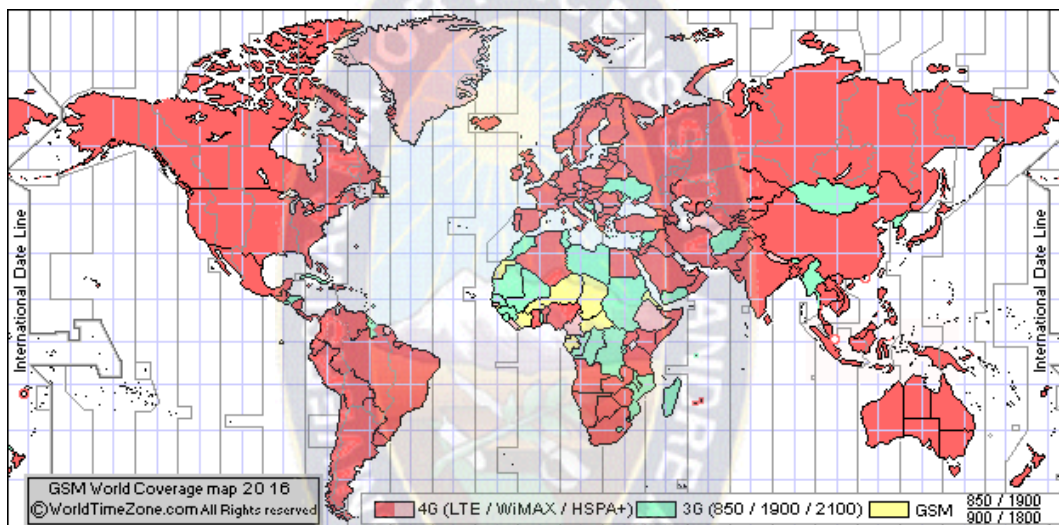 International Date Line
International Date Line
GSM World Coverage map 2016
©WorldTimeZone.com All Rights reserved
4G (LTE / WiMAX / HSPA+)
3G (850 / 1900 / 2100)
GSM
850 / 1900
900 / 1800